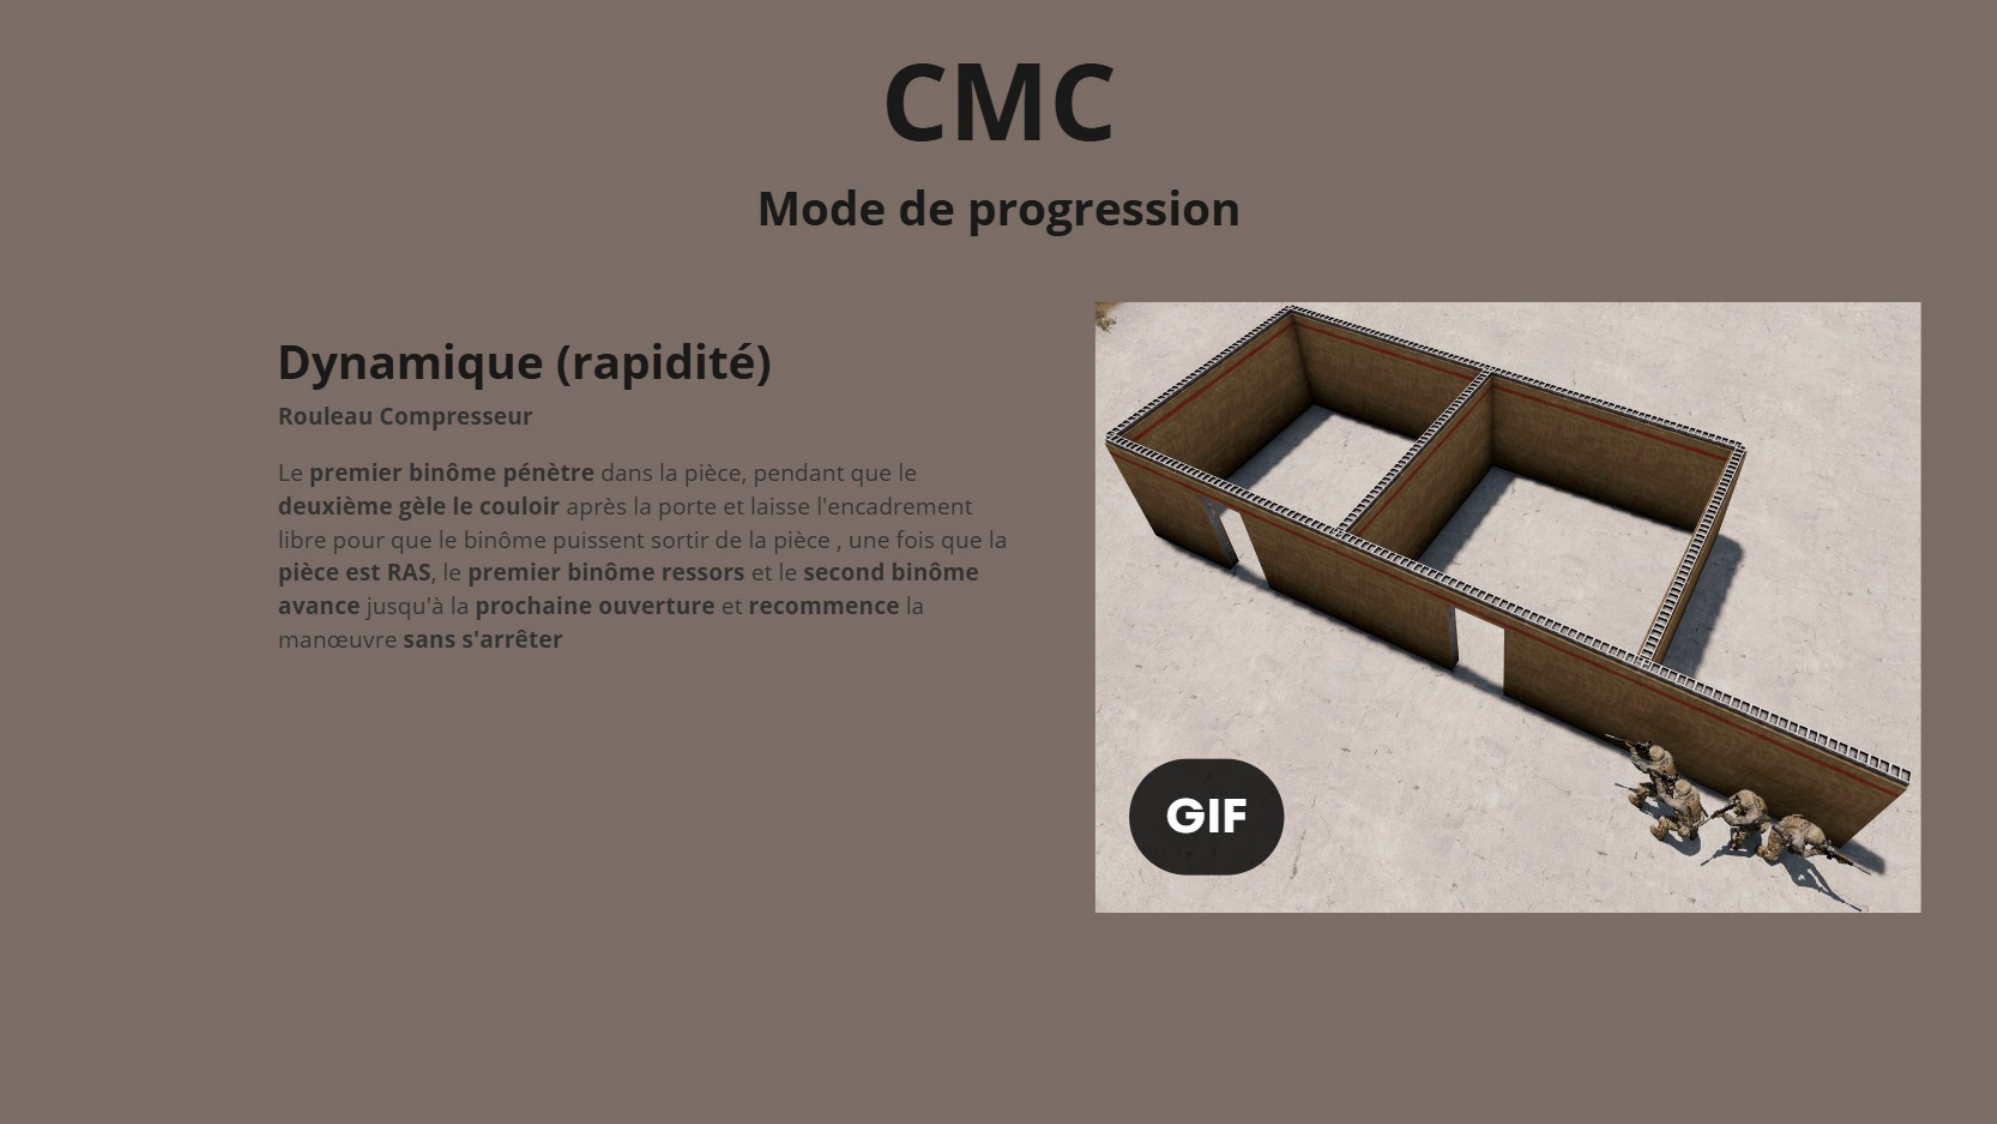 CMC
Mode de progression
Dynamique (rapidité)
Rouleau Compresseur
Le premier binôme pénètre dans la pièce, pendant que le
deuxième gèle le couloir après la porte et laisse l'encadrement
libre pour que le binôme puissent sortir de la pièce , une fois que la
pièce est RAS, le premier binôme ressors et le second binôme
avance jusqu'à la prochaine ouverture et recommence la
manœuvre sans s'arrêter
GIF